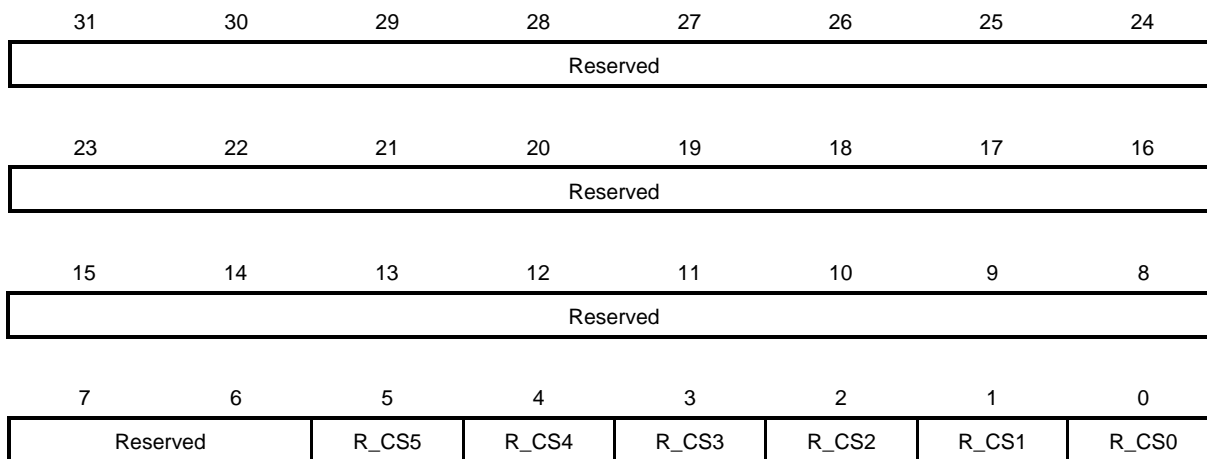 31 30 29 28 27 26 25 24
Reserved
23 22 21 20 19 18 17 16
Reserved
15 14 13 12 11 10 9 8
Reserved
7 6 5 4 3 2 1 0
Reserved R_CS5 R_CS4 R_CS3 R_CS2 R_CS1 R_CS0